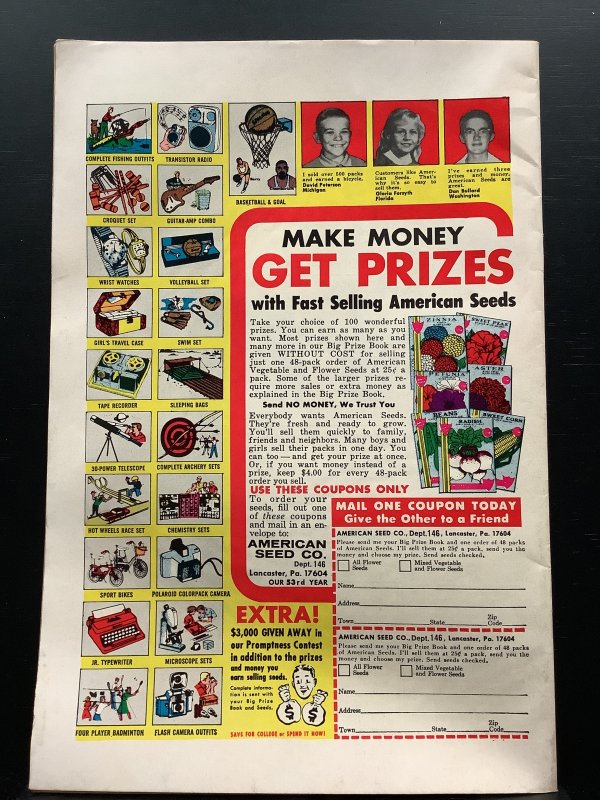 COMPLETE FISHING OUTFITS
TRANSISTOR RADIO
CROQUET SET
GUITAR-AMP COMBO
WRIST WATCHES
VOLLEYBALL SET
GIRL'S TRAVEL CASE
SWIM SET
TAPE RECORDER
SLEEPING BAGS
30-POWER TELESCOPE
COMPLETE ARCHERY SETS
HOT WHEELS RACE SET
CHEMISTRY SETS
SPORT BIKES
POLAROID COLORPACK CAMERA
JR. TYPEWRITER
MICROSCOPE SETS
FOUR PLAYER BADMINTON
FLASH CAMERA OUTFITS
BASKETBALL & GOAL
I sold over 500 packs
and earned a bicycle.
David Peterson
Michigan
Customers like Amer-
ican Seeds. That's
why it's so easy to
sell them.
Gloria Forsyth
Florida
I've earned three
prizes and money.
American Seeds are
great.
Dan Ballard
Washington
MAKE MONEY
GET PRIZES
with Fast Selling American Seeds
Take your choice of 100 wonderful
prizes. You can earn as many as you
want. Most prizes shown here and
many more in our Big Prize Book are
given WITHOUT COST for selling
just one 48-pack order of American
Vegetable and Flower Seeds at 25¢ a
pack. Some of the larger prizes re-
quire more sales or extra money as
explained in the Big Prize Book.
Send NO MONEY, We Trust You
Everybody wants American Seeds.
They're fresh and ready to grow.
You'll sell them quickly to family,
friends and neighbors. Many boys and
girls sell their packs in one day. You
can too — and get your prize at once.
Or, if you want money instead of a
prize, keep $4.00 for every 48-pack
order you sell.
ZINNIA
SWEET PEAS
PETUNIA
ASTER
BEANS
RADISH
SWEET CORN
USE THESE COUPONS ONLY
To order your
seeds, fill out one
of these coupons
and mail in an en-
velope to:
AMERICAN
SEED CO.
Dept. 146
Lancaster, Pa. 17604
OUR 53rd YEAR
EXTRA!
$3,000 GIVEN AWAY in
our Promptness Contest
in addition to the prizes
and money you
earn selling seeds.
Complete informa-
tion is sent with
your Big Prize
Book and Seeds.
$ $
SAVE FOR COLLEGE or SPEND IT NOW!
MAIL ONE COUPON TODAY
Give the Other to a Friend
AMERICAN SEED CO., Dept. 146, Lancaster, Pa. 17604
Please send me your Big Prize Book and one order of 48 packs
of American Seeds. I'll sell them at 25¢ a pack, send you the
money and choose my prize. Send seeds checked.
All Flower Seeds
Mixed Vegetable and Flower Seeds
Name
Address
Town State Zip Code
AMERICAN SEED CO., Dept. 146, Lancaster, Pa. 17604
Please send me your Big Prize Book and one order of 48 packs
of American Seeds. I'll sell them at 25¢ a pack, send you the
money and choose my prize. Send seeds checked.
All Flower Seeds
Mixed Vegetable and Flower Seeds
Name
Address
Town State Zip Code